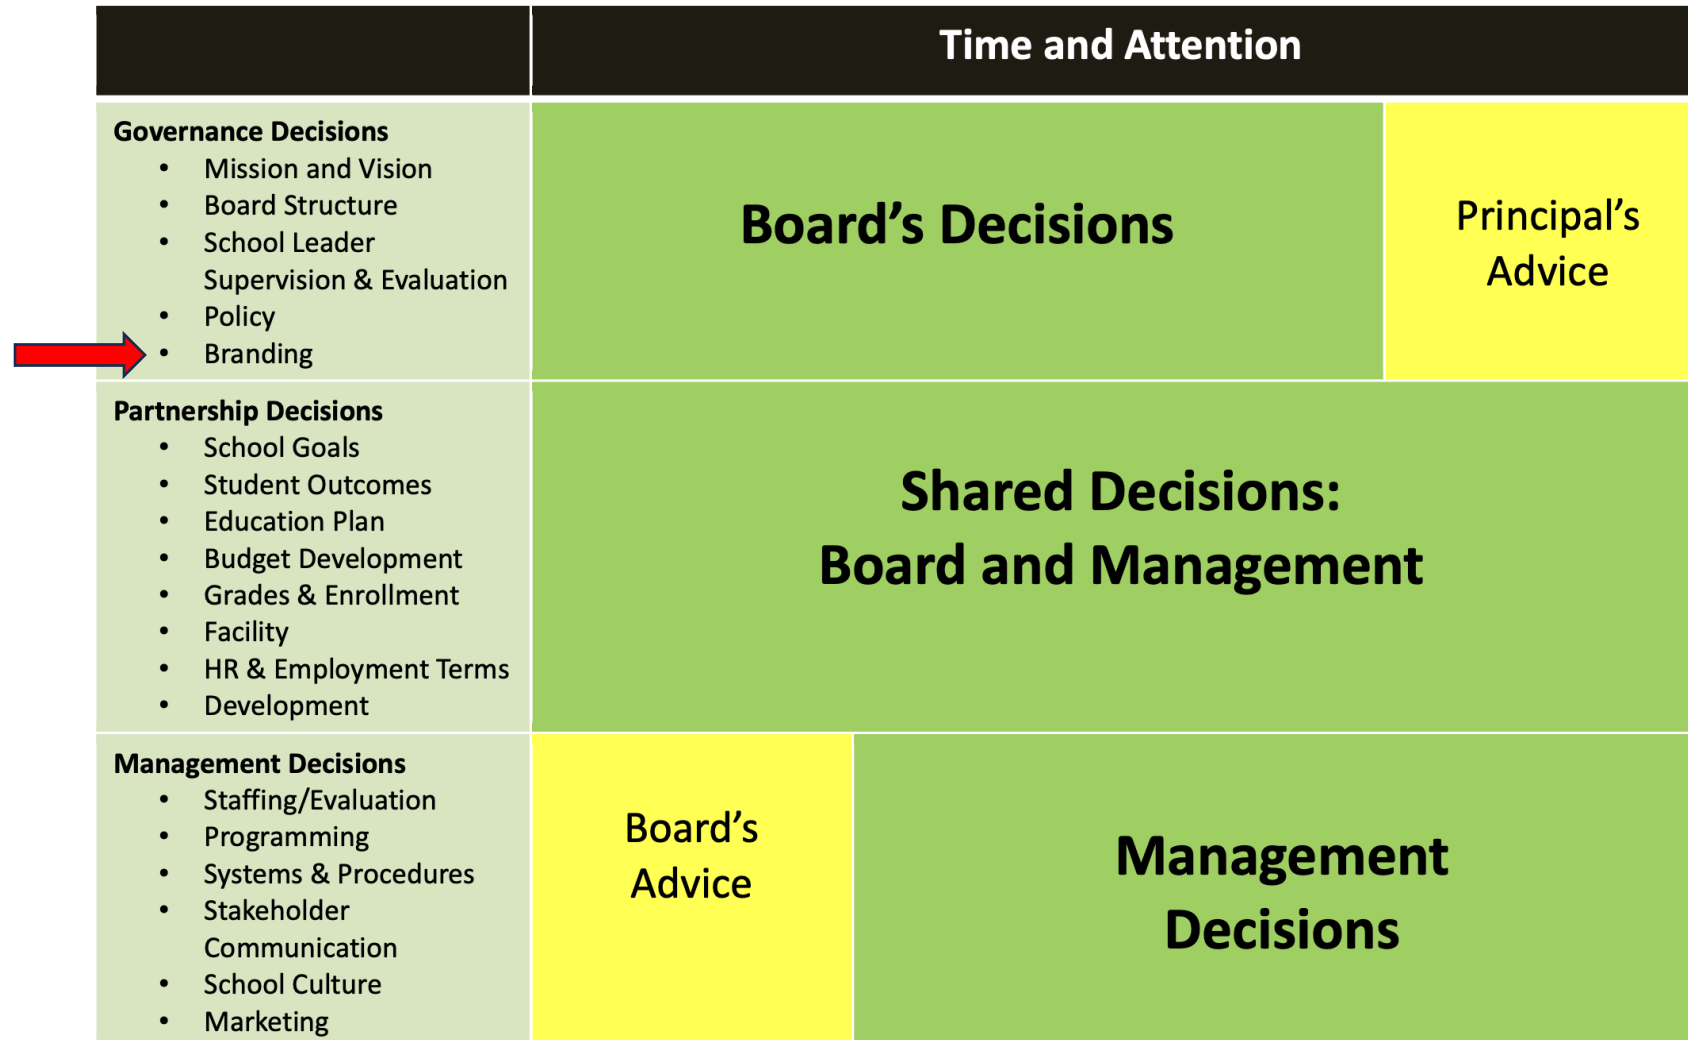 Time and Attention
Governance Decisions
• Mission and Vision
• Board Structure
• School Leader
Supervision & Evaluation
• Policy
• Branding
Board’s Decisions
Principal’s
Advice
Partnership Decisions
• School Goals
• Student Outcomes
• Education Plan
• Budget Development
• Grades & Enrollment
• Facility
• HR & Employment Terms
• Development
Shared Decisions:
Board and Management
Management Decisions
• Staffing/Evaluation
• Programming
• Systems & Procedures
• Stakeholder
Communication
• School Culture
• Marketing
Board’s
Advice
Management
Decisions